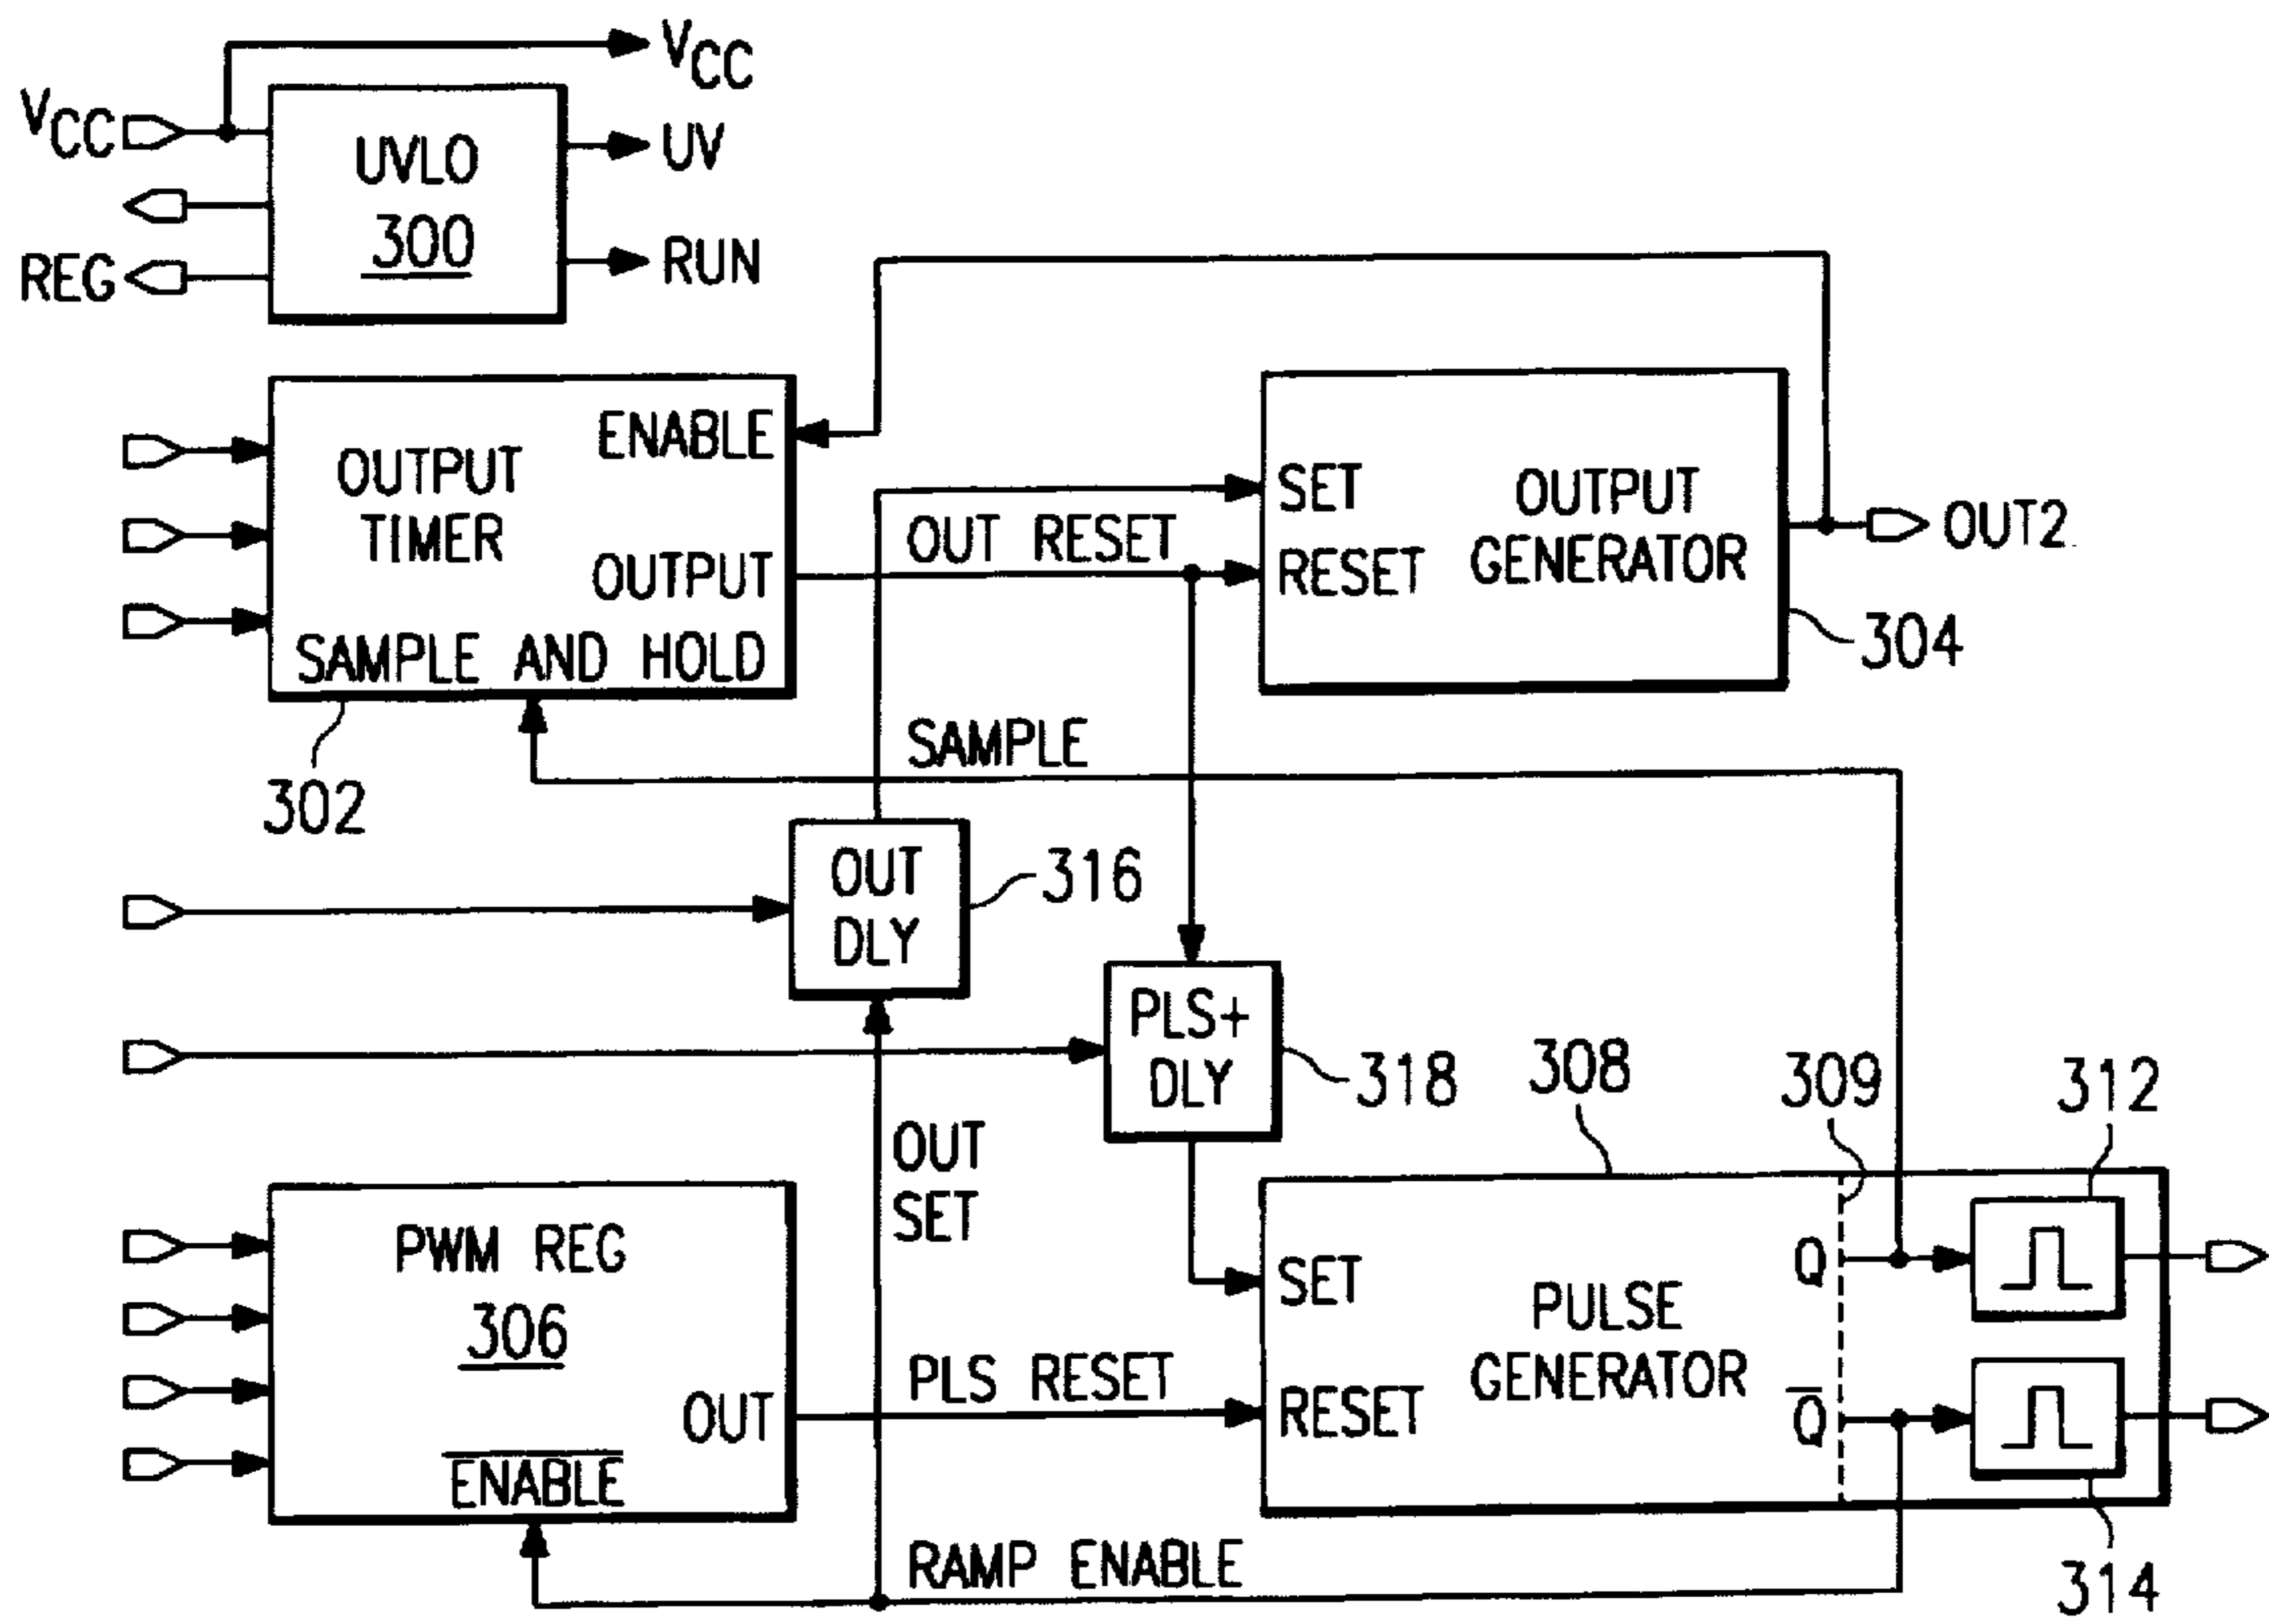 VCC
VCC
UVLO
300
UV
REG
RUN
OUTPUT
TIMER
ENABLE
OUTPUT
SAMPLE AND HOLD
302
OUT RESET
SET
RESET
OUTPUT
GENERATOR
OUT2
304
SAMPLE
OUT
DLY
316
PLS+
DLY
318
OUT
SET
308
309
312
PWM REG
306
OUT
E̅N̅A̅B̅L̅E̅
PLS RESET
SET
RESET
PULSE
GENERATOR
Q
Q̅
RAMP ENABLE
314